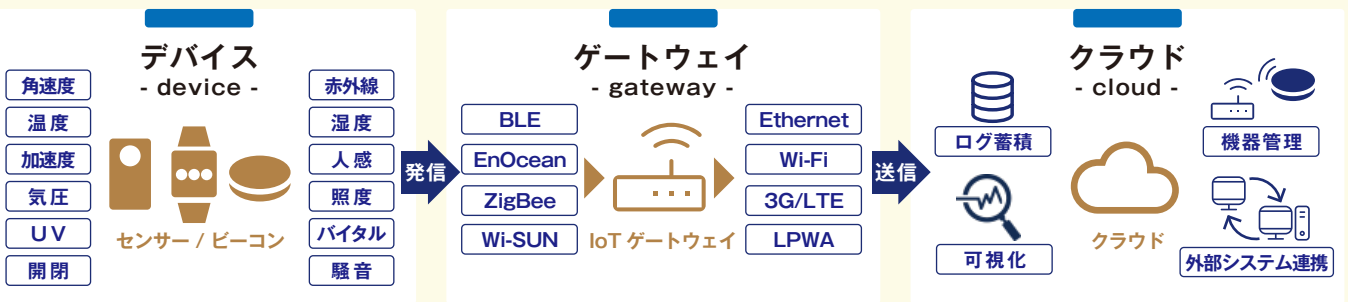 デバイス
- device -
角速度
温度
加速度
気圧
UV
開閉
センサー / ビーコン
赤外線
湿度
人感
照度
バイタル
騒音
発信
ゲートウェイ
- gateway -
BLE
EnOcean
ZigBee
Wi-SUN
IoT ゲートウェイ
Ethernet
Wi-Fi
3G/LTE
LPWA
送信
クラウド
- cloud -
ログ蓄積
可視化
クラウド
機器管理
外部システム連携